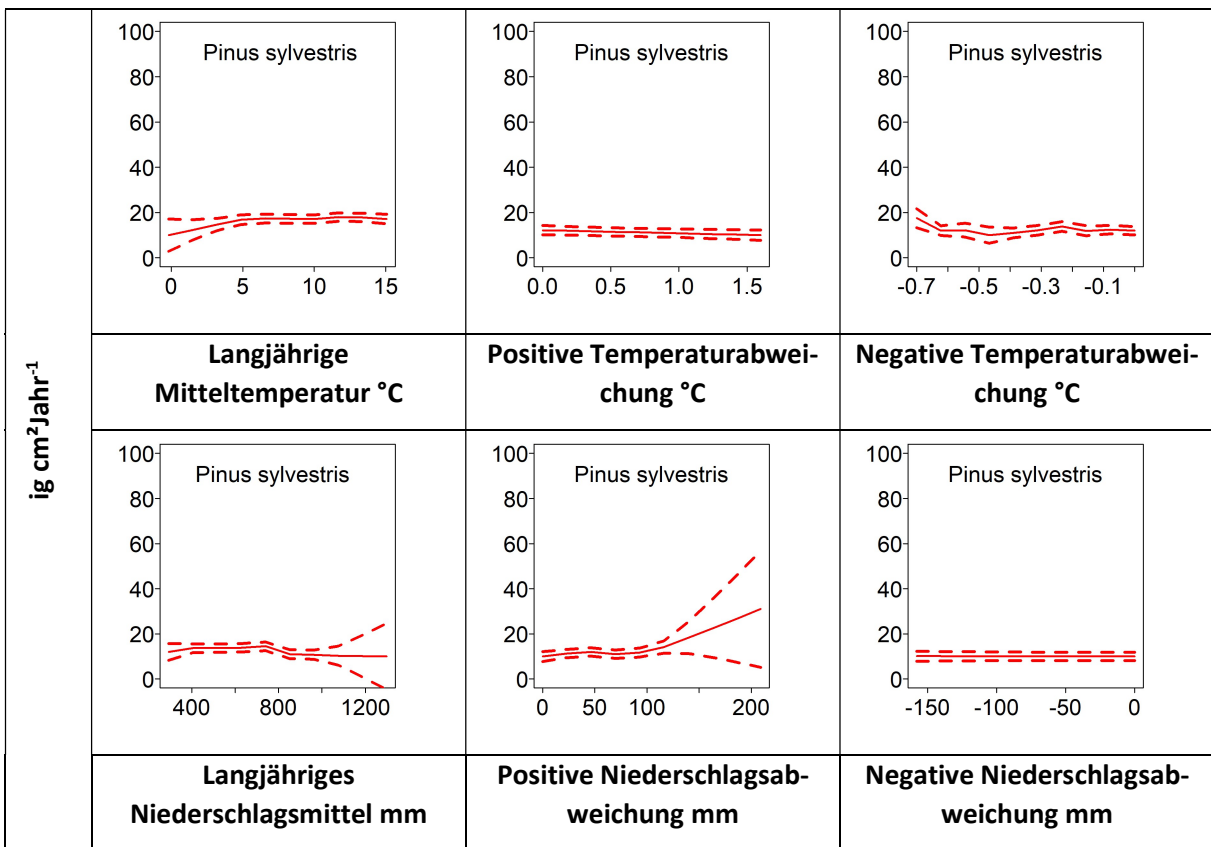 ig cm²Jahr⁻¹
100
80
60
40
20
0
Pinus sylvestris
0 5 10 15
100
80
60
40
20
0
Pinus sylvestris
0.0 0.5 1.0 1.5
100
80
60
40
20
0
Pinus sylvestris
-0.7 -0.5 -0.3 -0.1
Langjährige
Mitteltemperatur °C
Positive Temperaturabwei-
chung °C
Negative Temperaturabwei-
chung °C
100
80
60
40
20
0
Pinus sylvestris
400 800 1200
100
80
60
40
20
0
Pinus sylvestris
0 50 100 200
100
80
60
40
20
0
Pinus sylvestris
-150 -100 -50 0
Langjähriges
Niederschlagsmittel mm
Positive Niederschlagsab-
weichung mm
Negative Niederschlagsab-
weichung mm